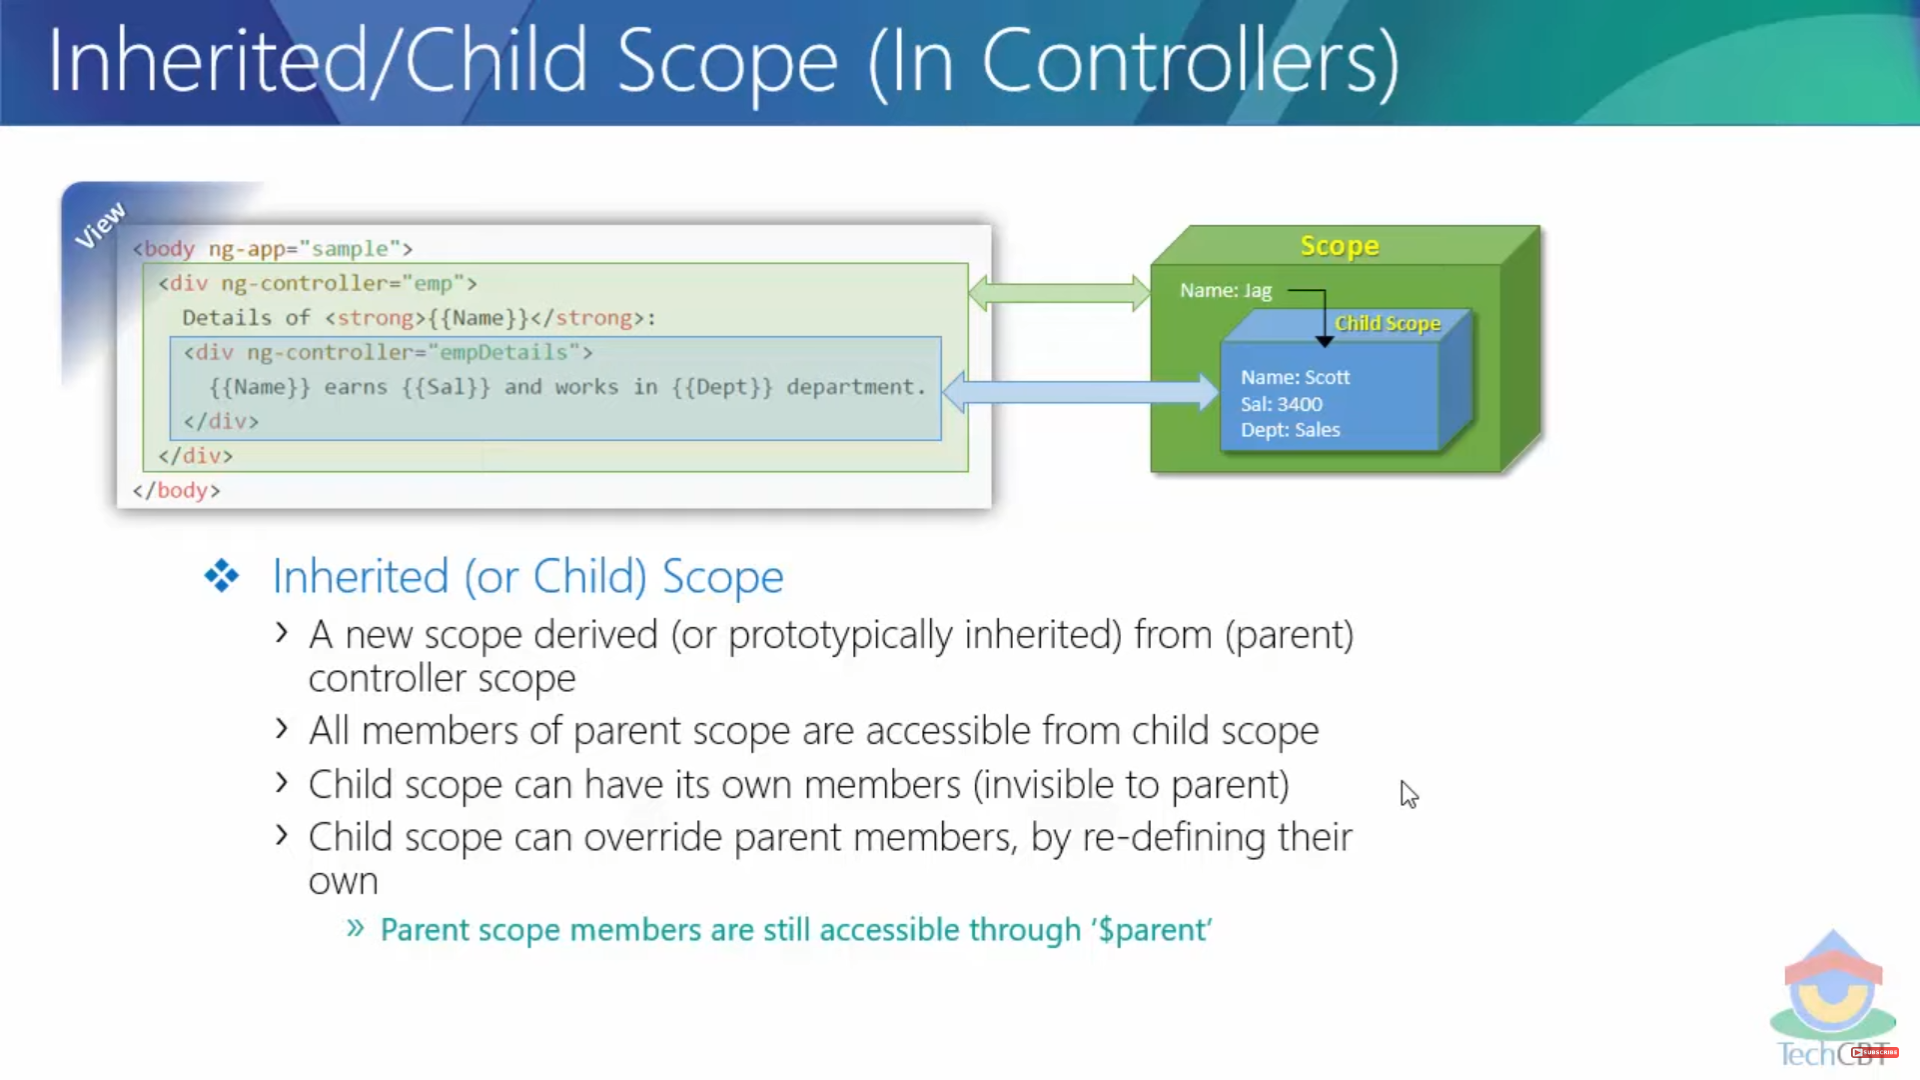 Inherited/Child Scope (In Controllers)
View
<body ng-app="sample">
<div ng-controller="emp">
Details of <strong>{{Name}}</strong>:
<div ng-controller="empDetails">
{{Name}} earns {{Sal}} and works in {{Dept}} department.
</div>
</div>
</body>
Scope
Name: Jag
Child Scope
Name: Scott
Sal: 3400
Dept: Sales
Inherited (or Child) Scope
A new scope derived (or prototypically inherited) from (parent)
controller scope
All members of parent scope are accessible from child scope
Child scope can have its own members (invisible to parent)
Child scope can override parent members, by re-defining their
own
Parent scope members are still accessible through '$parent'
TechCBT
SUBSCRIBE